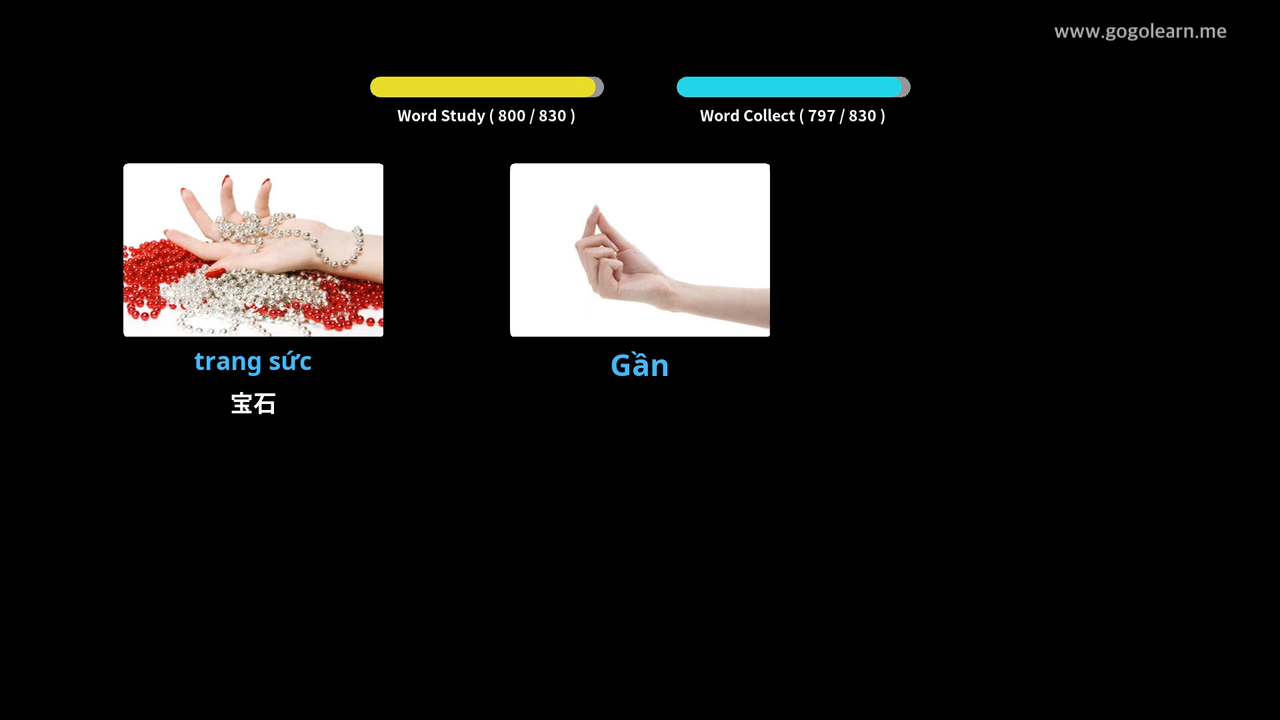 www.gogolearn.me
Word Study ( 800 / 830 )
Word Collect ( 797 / 830 )
trang sức
宝石
Gần